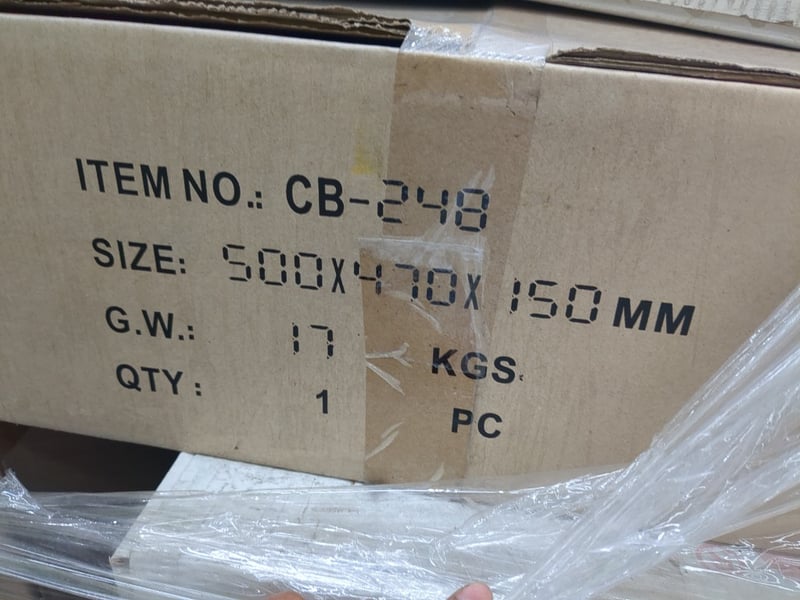 ITEM NO.: CB-248
SIZE: 500X470X150 MM
G.W.: 17 KGS.
QTY: 1 PC